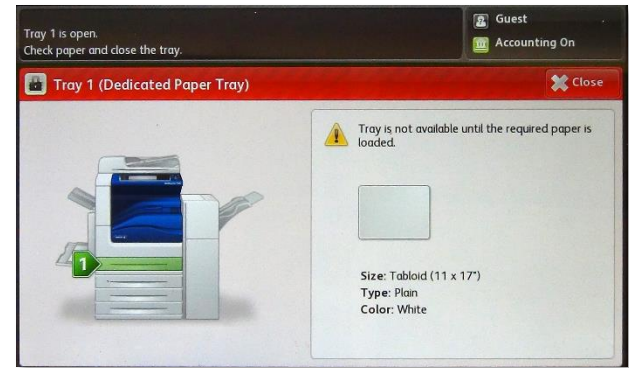 Tray 1 is open.
Check paper and close the tray.
Guest
Accounting On
Tray 1 (Dedicated Paper Tray)
Close
Tray is not available until the required paper is
loaded.
1
Size: Tabloid (11 x 17")
Type: Plain
Color: White